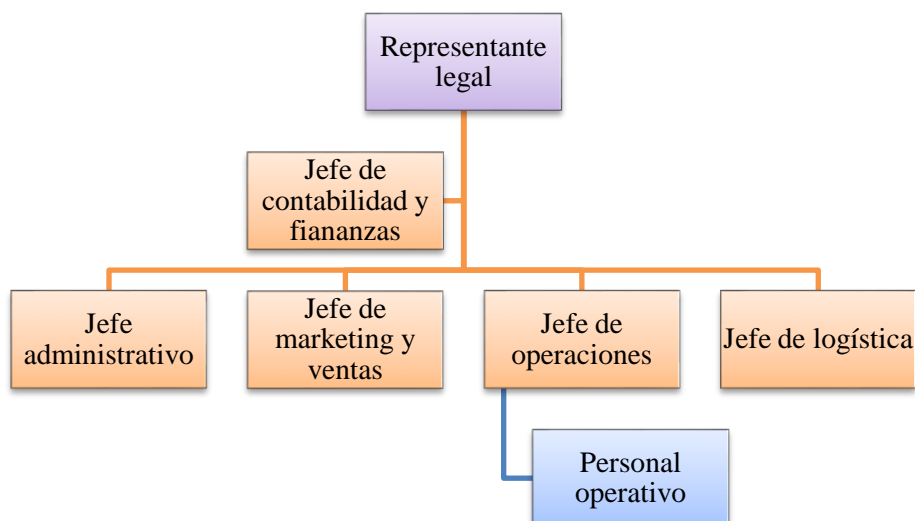 Representante
legal
Jefe de
contabilidad y
fiananzas
Jefe
administrativo
Jefe de
marketing y
ventas
Jefe de
operaciones
Jefe de logística
Personal
operativo